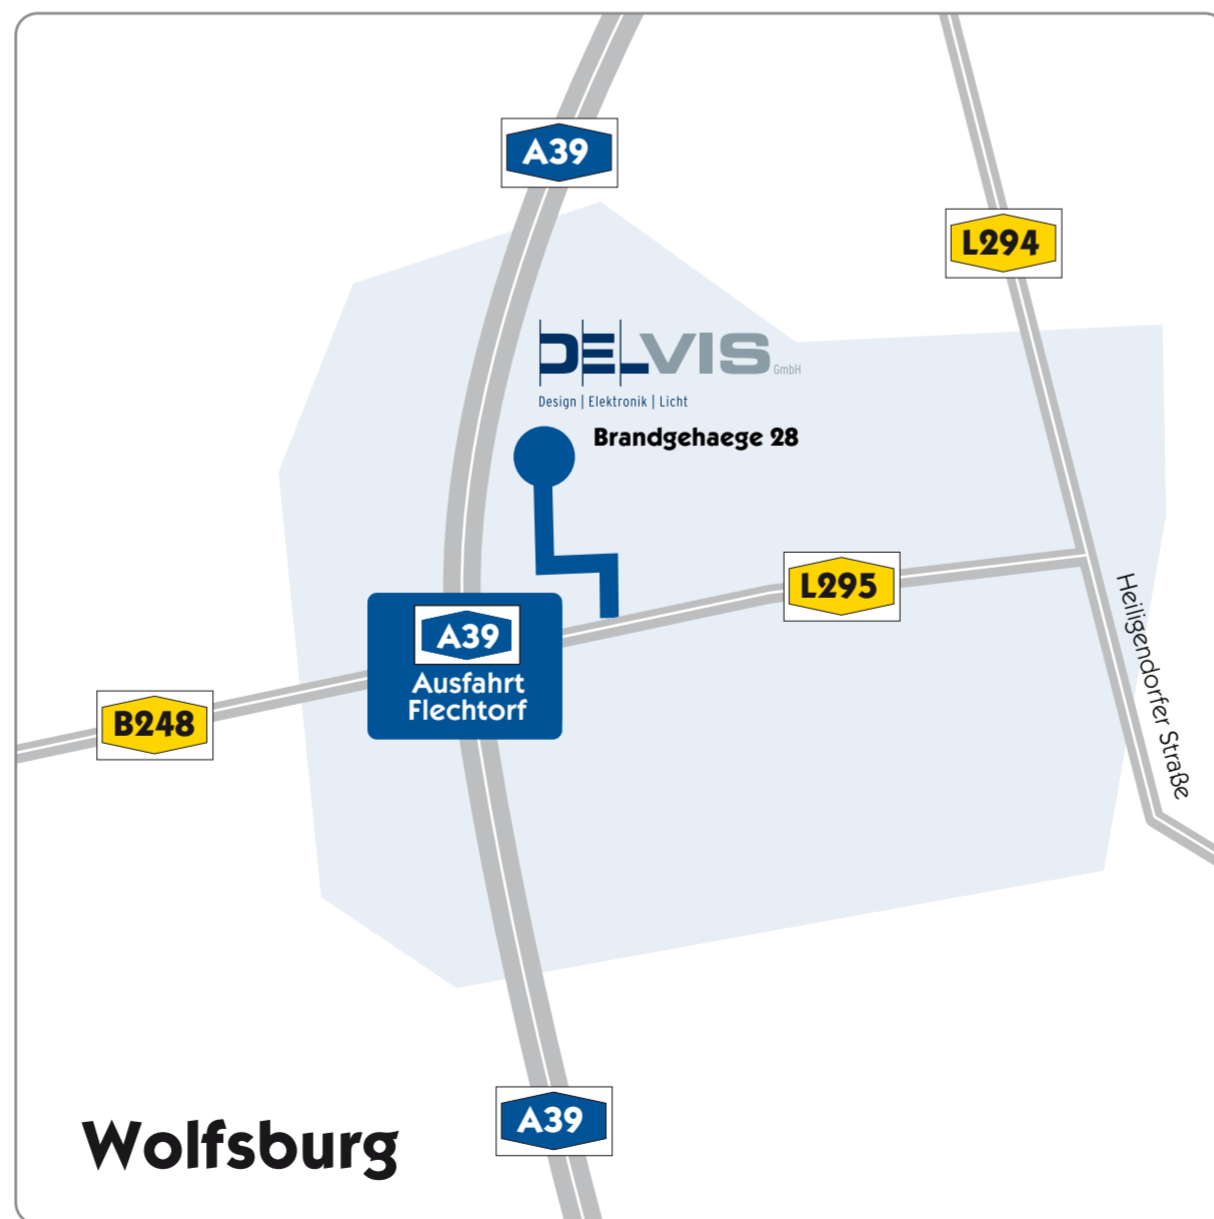 A39
L294
DELVIS GmbH
Design | Elektronik | Licht
Brandgehaege 28
L295
A39
Ausfahrt
Flechtorf
B248
Heiligendorfer Straße
A39
Wolfsburg